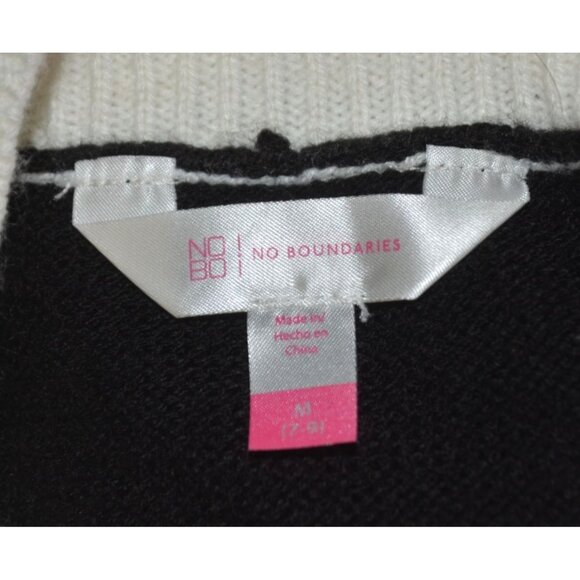 NO
BO
NO BOUNDARIES
Made in/
Hecho en
China
M
(7-9)